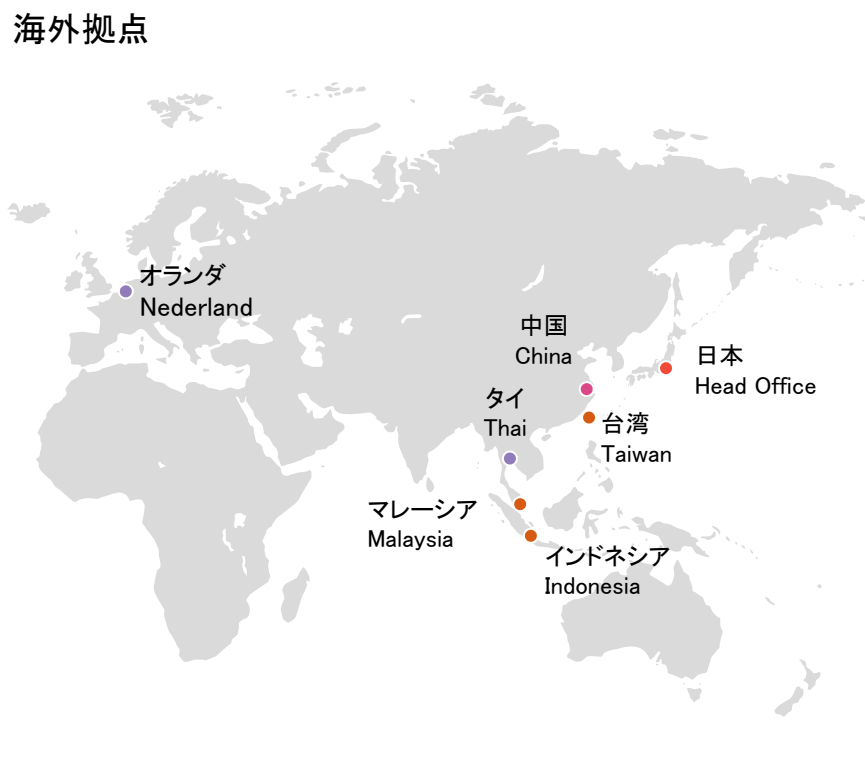 海外拠点
オランダ
Nederland
中国
China
日本
Head Office
タイ
Thai
台湾
Taiwan
マレーシア
Malaysia
インドネシア
Indonesia